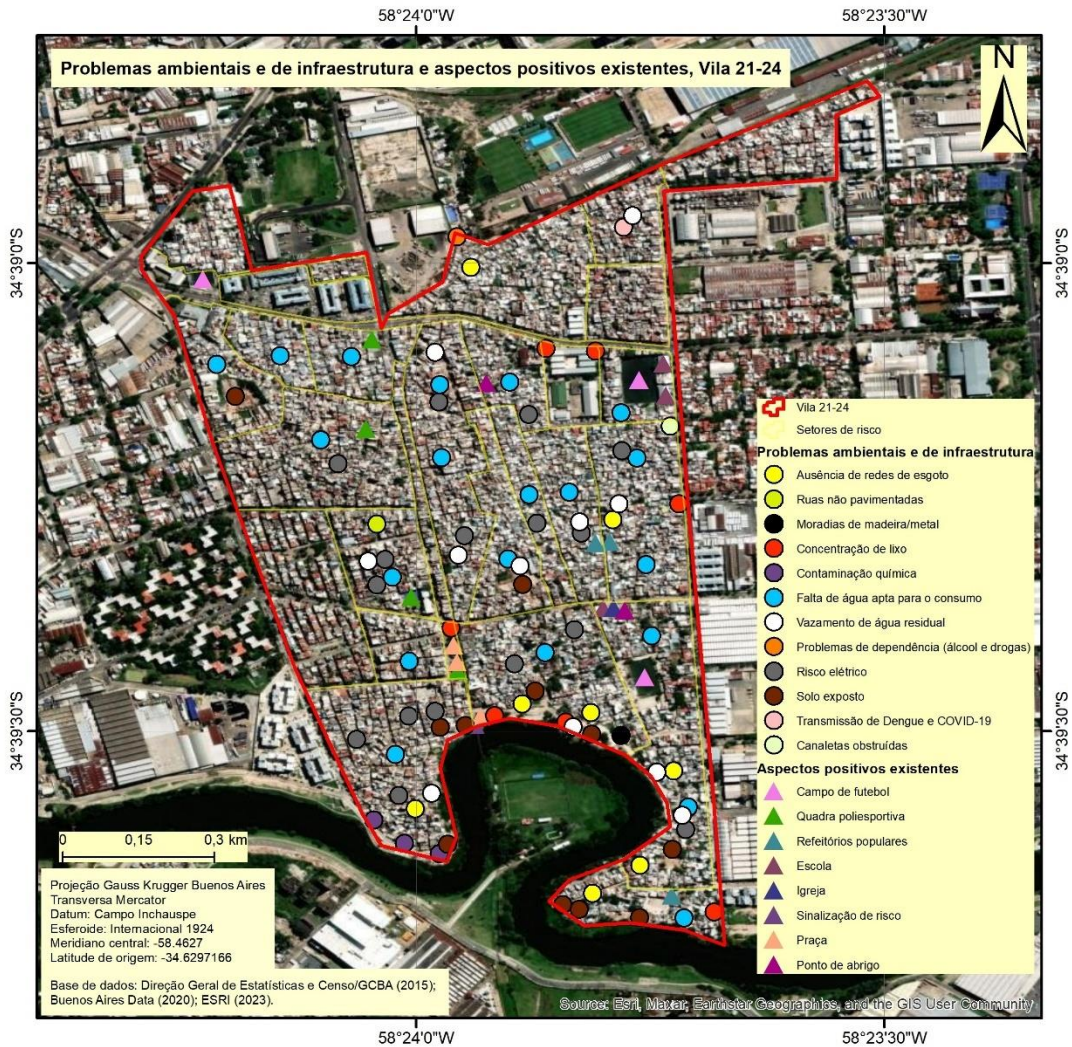 58°24'0"W
58°23'30"W
Problemas ambientais e de infraestrutura e aspectos positivos existentes, Vila 21-24
N
34°39'0"S
34°39'0"S
Vila 21-24
Setores de risco
Problemas ambientais e de infraestrutura
Ausência de redes de esgoto
Ruas não pavimentadas
Moradias de madeira/metal
Concentração de lixo
Contaminação química
Falta de água apta para o consumo
Vazamento de água residual
Problemas de dependência (álcool e drogas)
Risco elétrico
Solo exposto
Transmissão de Dengue e COVID-19
Canaletas obstruídas
Aspectos positivos existentes
Campo de futebol
Quadra poliesportiva
Refeitórios populares
Escola
Igreja
Sinalização de risco
Praça
Ponto de abrigo
34°39'30"S
34°39'30"S
0 0,15 0,3 km
Projeção Gauss Krugger Buenos Aires
Transversa Mercator
Datum: Campo Inchauspe
Esferoide: Internacional 1924
Meridiano central: -58.4627
Latitude de origem: -34.6297166
Base de dados: Direção Geral de Estatísticas e Censo/GCBA (2015);
Buenos Aires Data (2020); ESRI (2023).
Source: Esri, Maxar, Earthstar Geographics, and the GIS User Community
58°24'0"W
58°23'30"W